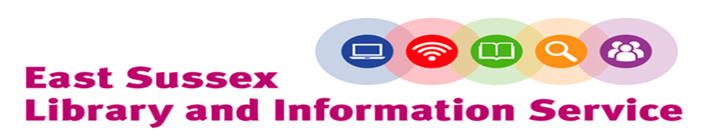 East Sussex
Library and Information Service